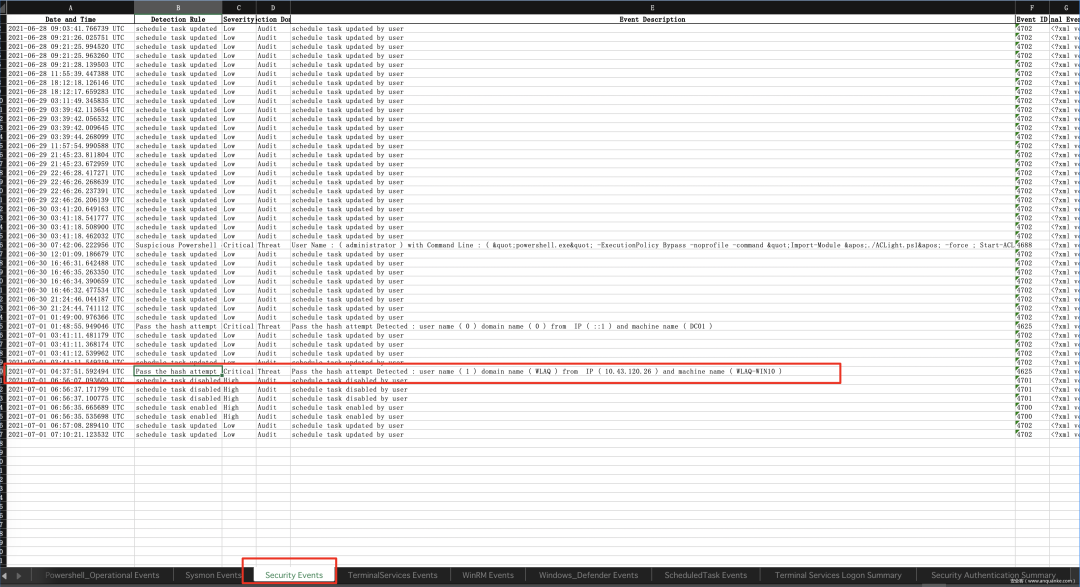 A B C D E F G
Date and Time Detection Rule Severity ction Dom Event Description Event ID nal Eve
2021-06-28 09:03:41.766739 UTC schedule task updated Low Audit schedule task updated by user 4702 <?xml ve
2021-06-28 09:21:26.025751 UTC schedule task updated Low Audit schedule task updated by user 4702 <?xml ve
2021-06-28 09:21:25.994520 UTC schedule task updated Low Audit schedule task updated by user 4702 <?xml ve
2021-06-28 09:21:25.963260 UTC schedule task updated Low Audit schedule task updated by user 4702 <?xml ve
2021-06-28 09:21:28.139503 UTC schedule task updated Low Audit schedule task updated by user 4702 <?xml ve
2021-06-28 11:55:39.447388 UTC schedule task updated Low Audit schedule task updated by user 4702 <?xml ve
2021-06-28 18:12:18.126146 UTC schedule task updated Low Audit schedule task updated by user 4702 <?xml ve
2021-06-28 18:12:17.659283 UTC schedule task updated Low Audit schedule task updated by user 4702 <?xml ve
2021-06-29 03:11:49.345835 UTC schedule task updated Low Audit schedule task updated by user 4702 <?xml ve
2021-06-29 03:39:42.113654 UTC schedule task updated Low Audit schedule task updated by user 4702 <?xml ve
2021-06-29 03:39:42.056532 UTC schedule task updated Low Audit schedule task updated by user 4702 <?xml ve
2021-06-29 03:39:42.009645 UTC schedule task updated Low Audit schedule task updated by user 4702 <?xml ve
2021-06-29 03:39:44.268099 UTC schedule task updated Low Audit schedule task updated by user 4702 <?xml ve
2021-06-29 11:57:54.990588 UTC schedule task updated Low Audit schedule task updated by user 4702 <?xml ve
2021-06-29 21:45:23.811804 UTC schedule task updated Low Audit schedule task updated by user 4702 <?xml ve
2021-06-29 21:45:23.672959 UTC schedule task updated Low Audit schedule task updated by user 4702 <?xml ve
2021-06-29 22:46:28.417271 UTC schedule task updated Low Audit schedule task updated by user 4702 <?xml ve
2021-06-29 22:46:26.268639 UTC schedule task updated Low Audit schedule task updated by user 4702 <?xml ve
2021-06-29 22:46:26.237391 UTC schedule task updated Low Audit schedule task updated by user 4702 <?xml ve
2021-06-29 22:46:26.206139 UTC schedule task updated Low Audit schedule task updated by user 4702 <?xml ve
2021-06-30 03:41:20.649163 UTC schedule task updated Low Audit schedule task updated by user 4702 <?xml ve
2021-06-30 03:41:18.541777 UTC schedule task updated Low Audit schedule task updated by user 4702 <?xml ve
2021-06-30 03:41:18.508900 UTC schedule task updated Low Audit schedule task updated by user 4702 <?xml ve
2021-06-30 03:41:18.462032 UTC schedule task updated Low Audit schedule task updated by user 4702 <?xml ve
2021-06-30 07:42:06.222956 UTC Suspicious Powershell Critical Threat User Name : ( administrator ) with Command Line : ( &quot;powershell.exe&quot; -ExecutionPolicy Bypass -noprofile -command &quot;Import-Module &apos;./ACLight.ps1&apos; -force ; Start-ACL 4688 <?xml ve
2021-06-30 12:01:09.186679 UTC schedule task updated Low Audit schedule task updated by user 4702 <?xml ve
2021-06-30 16:46:31.642488 UTC schedule task updated Low Audit schedule task updated by user 4702 <?xml ve
2021-06-30 16:46:35.263350 UTC schedule task updated Low Audit schedule task updated by user 4702 <?xml ve
2021-06-30 16:46:34.390659 UTC schedule task updated Low Audit schedule task updated by user 4702 <?xml ve
2021-06-30 16:46:32.477534 UTC schedule task updated Low Audit schedule task updated by user 4702 <?xml ve
2021-06-30 21:24:46.044187 UTC schedule task updated Low Audit schedule task updated by user 4702 <?xml ve
2021-06-30 21:24:44.741112 UTC schedule task updated Low Audit schedule task updated by user 4702 <?xml ve
2021-07-01 01:49:00.976366 UTC schedule task updated Low Audit schedule task updated by user 4702 <?xml ve
2021-07-01 01:48:55.949046 UTC Pass the hash attempt Critical Threat Pass the hash attempt Detected : user name ( 0 ) domain name ( 0 ) from IP ( ::1 ) and machine name ( DC01 ) 4625 <?xml ve
2021-07-01 03:41:11.481179 UTC schedule task updated Low Audit schedule task updated by user 4702 <?xml ve
2021-07-01 03:41:11.368174 UTC schedule task updated Low Audit schedule task updated by user 4702 <?xml ve
2021-07-01 03:41:12.539962 UTC schedule task updated Low Audit schedule task updated by user 4702 <?xml ve
schedule task updated Low Audit schedule task updated by user 4702 <?xml ve
2021-07-01 04:37:51.592494 UTC Pass the hash attempt Critical Threat Pass the hash attempt Detected : user name ( 1 ) domain name ( WLAQ ) from IP ( 10.43.120.26 ) and machine name ( WLAQ-WIN10 ) 4625 <?xml ve
2021-07-01 06:56:07.093603 UTC schedule task disabled High Audit schedule task disabled by user 4701 <?xml ve
2021-07-01 06:56:37.171799 UTC schedule task disabled High Audit schedule task disabled by user 4701 <?xml ve
2021-07-01 06:56:37.100775 UTC schedule task disabled High Audit schedule task disabled by user 4701 <?xml ve
2021-07-01 06:56:35.665689 UTC schedule task enabled High Audit schedule task enabled by user 4700 <?xml ve
2021-07-01 06:56:35.535698 UTC schedule task enabled High Audit schedule task enabled by user 4700 <?xml ve
2021-07-01 06:57:08.289410 UTC schedule task updated Low Audit schedule task updated by user 4702 <?xml ve
2021-07-01 07:10:21.123532 UTC schedule task updated Low Audit schedule task updated by user 4702 <?xml ve
Powershell_Operational Events Sysmon Events Security Events TerminalServices Events WinRM Events Windows_Defender Events ScheduledTask Events Terminal Services Logon Summary Security Authentication Summary